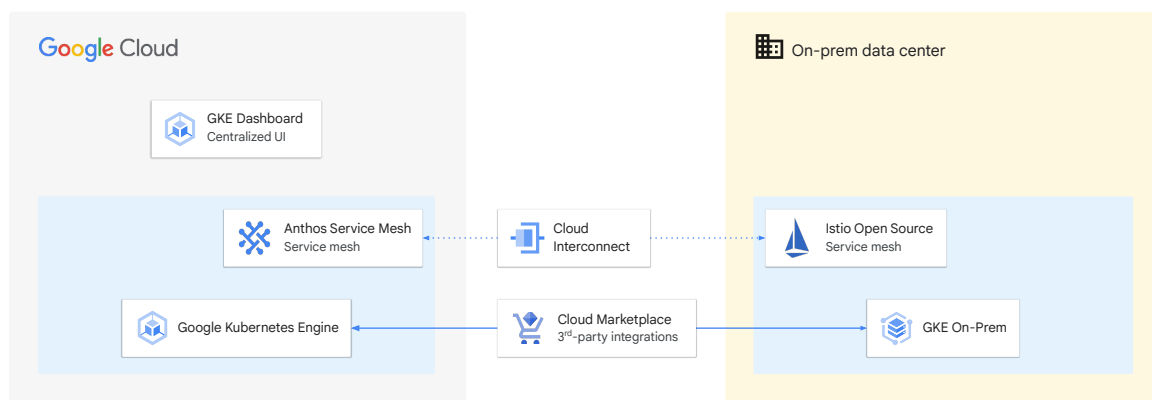 Google Cloud
On-prem data center
GKE Dashboard
Centralized UI
Anthos Service Mesh
Service mesh
Cloud
Interconnect
Istio Open Source
Service mesh
Google Kubernetes Engine
Cloud Marketplace
3rd-party integrations
GKE On-Prem